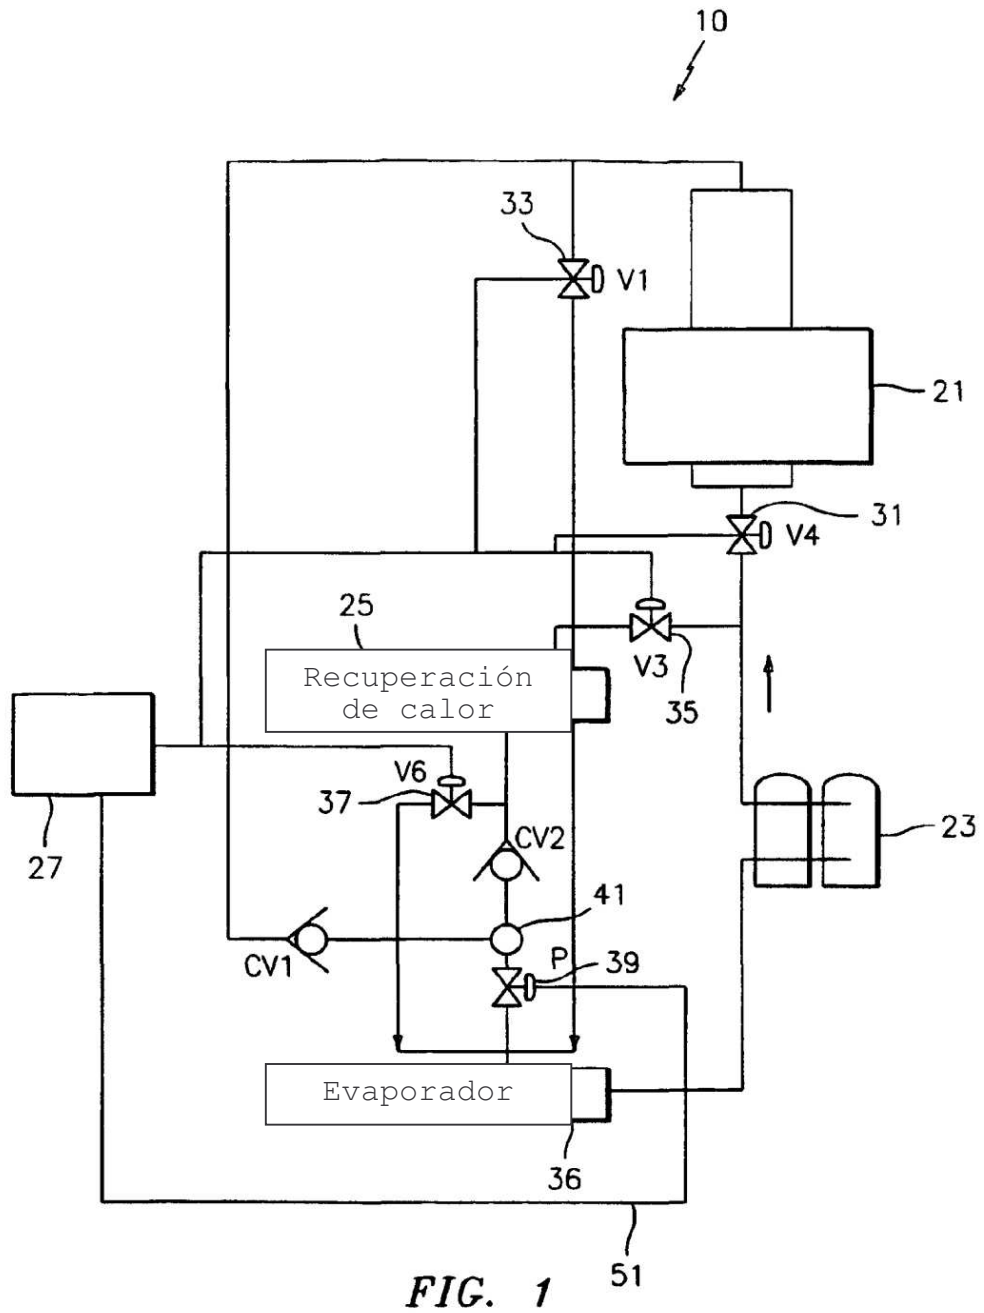 10
33
V1
21
31
V4
25
V3
35
Recuperación
de calor
V6
37
CV2
23
27
41
CV1
P
39
Evaporador
36
51
FIG. 1